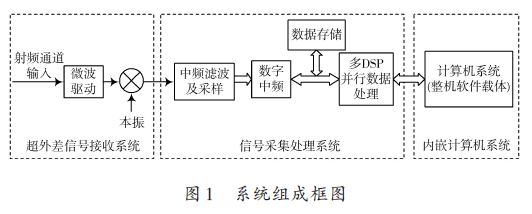 射频通道
输入
微波
驱动
本振
超外差信号接收系统
中频滤波
及采样
数字
中频
数据存储
多DSP
并行数据
处理
信号采集处理系统
计算机系统
(整机软件载体)
内嵌计算机系统
图1 系统组成框图